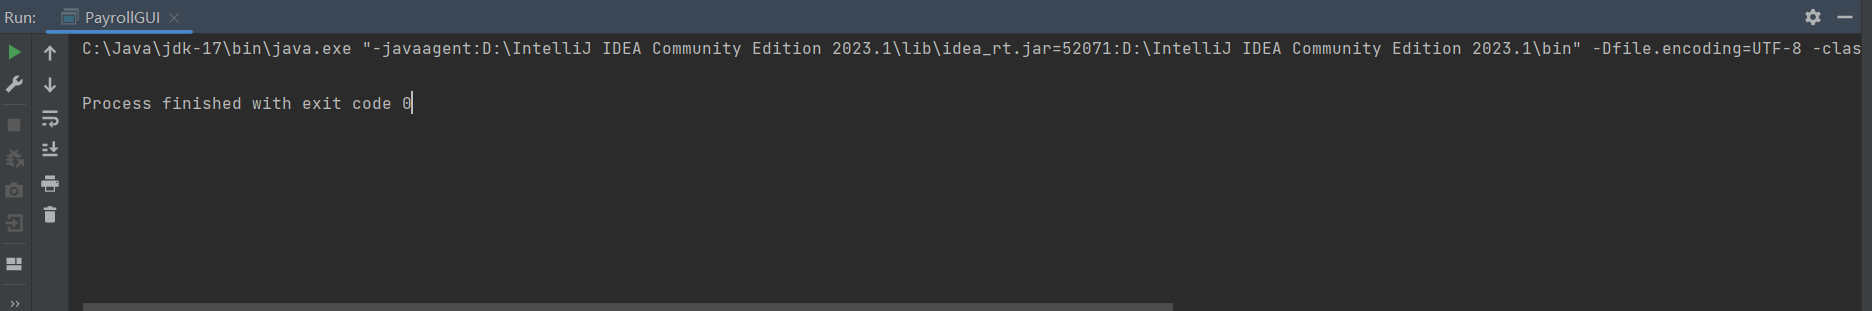 Run: PayrollGUI
C:\Java\jdk-17\bin\java.exe "-javaagent:D:\IntelliJ IDEA Community Edition 2023.1\lib\idea_rt.jar=52071:D:\IntelliJ IDEA Community Edition 2023.1\bin" -Dfile.encoding=UTF-8 -clas
Process finished with exit code 0